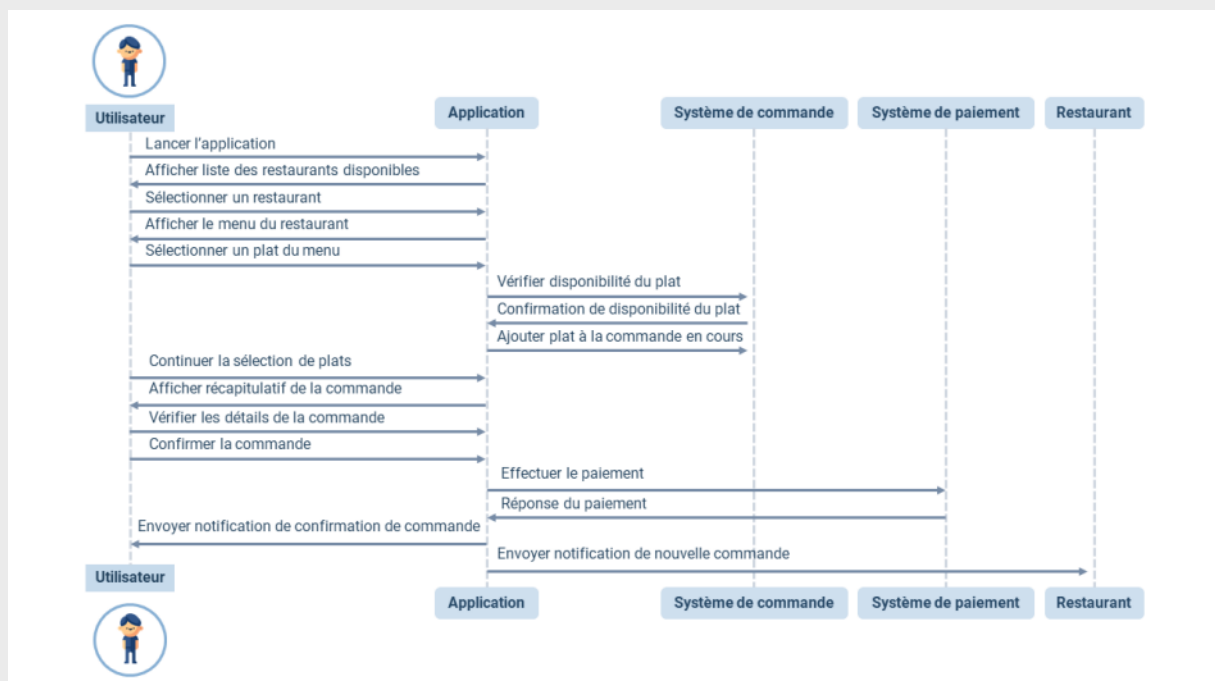 Utilisateur
Application
Système de commande
Système de paiement
Restaurant
Lancer l'application
Afficher liste des restaurants disponibles
Sélectionner un restaurant
Afficher le menu du restaurant
Sélectionner un plat du menu
Vérifier disponibilité du plat
Confirmation de disponibilité du plat
Ajouter plat à la commande en cours
Continuer la sélection de plats
Afficher récapitulatif de la commande
Vérifier les détails de la commande
Confirmer la commande
Effectuer le paiement
Réponse du paiement
Envoyer notification de confirmation de commande
Envoyer notification de nouvelle commande
Utilisateur
Application
Système de commande
Système de paiement
Restaurant